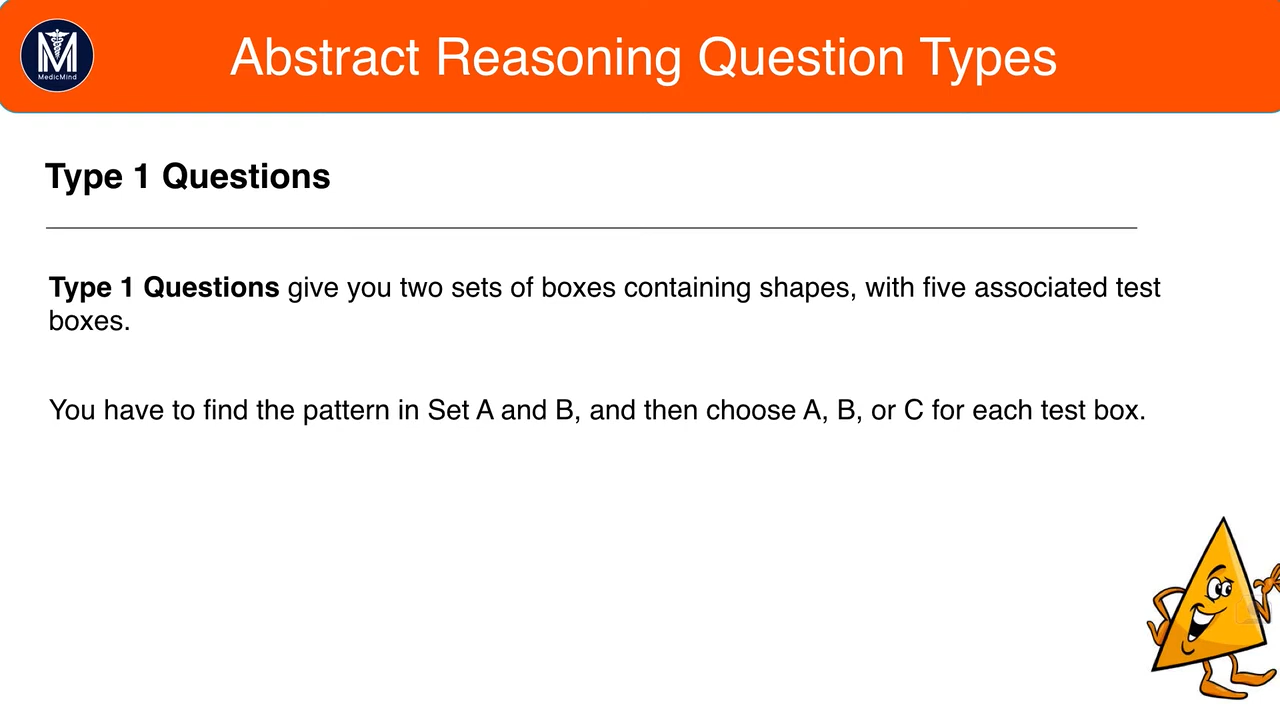 MedicMind
Abstract Reasoning Question Types
Type 1 Questions
Type 1 Questions give you two sets of boxes containing shapes, with five associated test
boxes.
You have to find the pattern in Set A and B, and then choose A, B, or C for each test box.